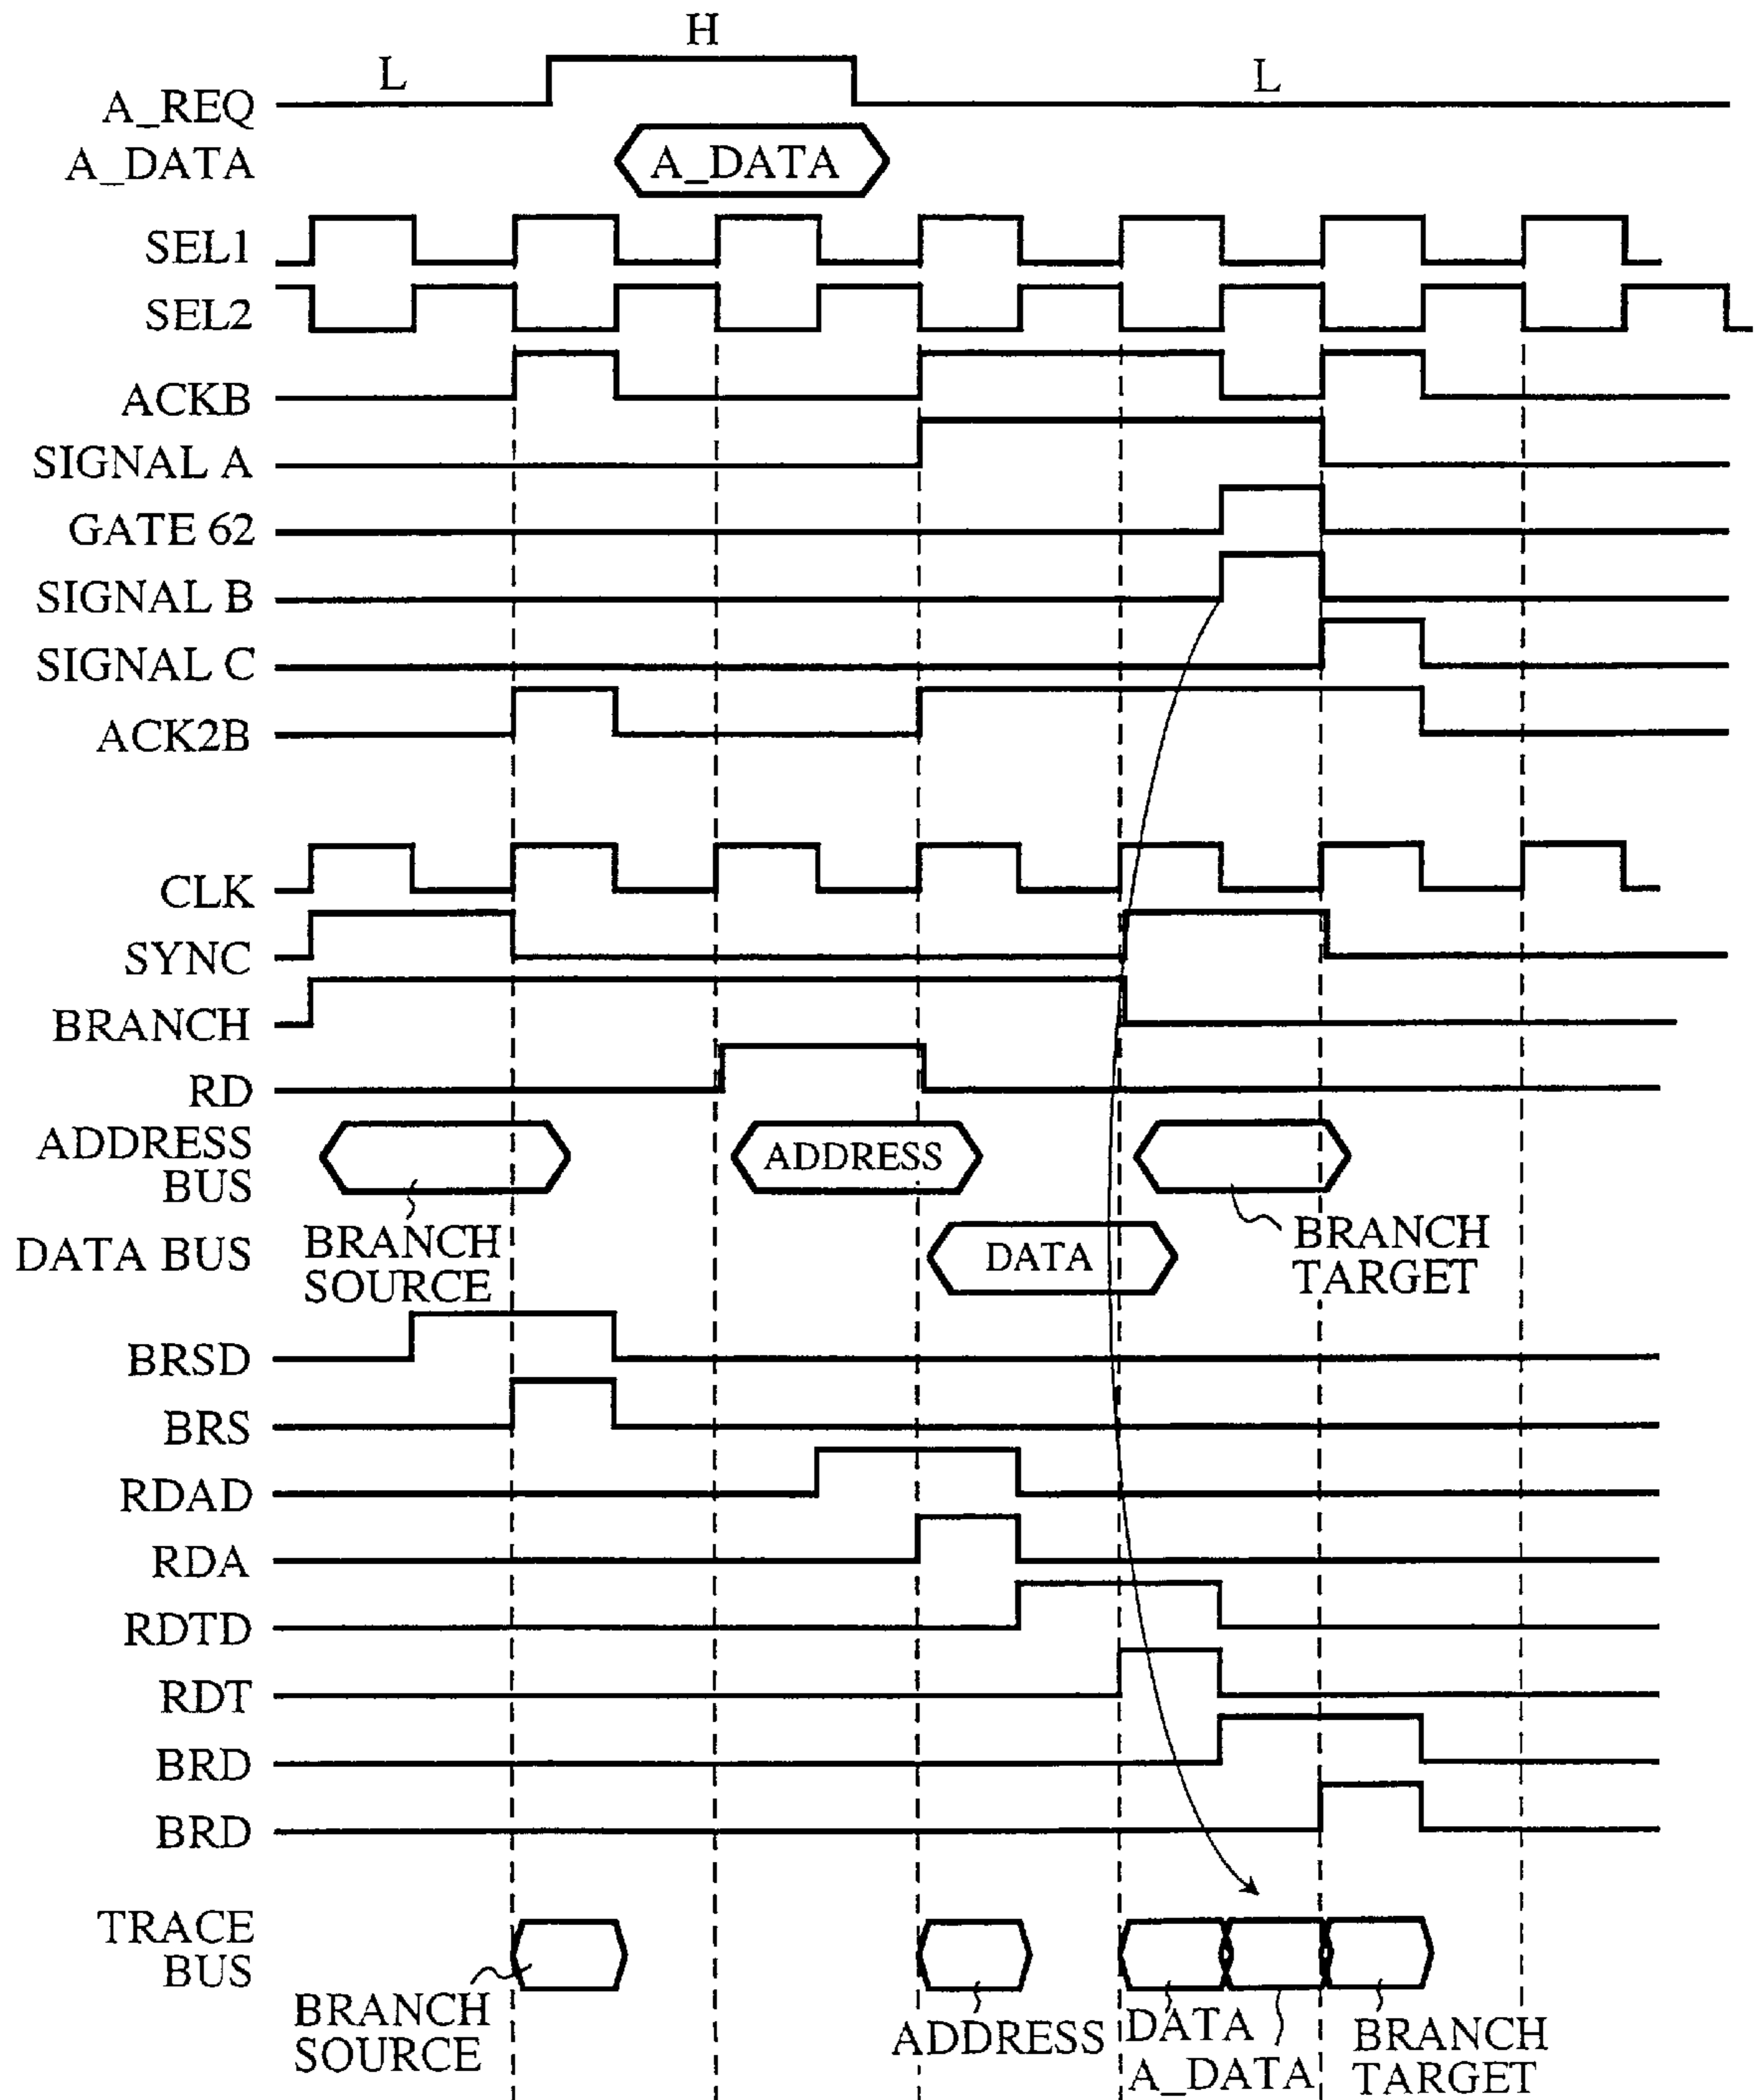 H
L
L
A_REQ
A_DATA
A_DATA
SEL1
SEL2
ACKB
SIGNAL A
GATE 62
SIGNAL B
SIGNAL C
ACK2B
CLK
SYNC
BRANCH
RD
ADDRESS
BUS
ADDRESS
BRANCH
SOURCE
BRANCH
TARGET
DATA BUS
DATA
BRSD
BRS
RDAD
RDA
RDTD
RDT
BRD
BRD
TRACE
BUS
BRANCH
SOURCE
ADDRESS
DATA
A_DATA
BRANCH
TARGET